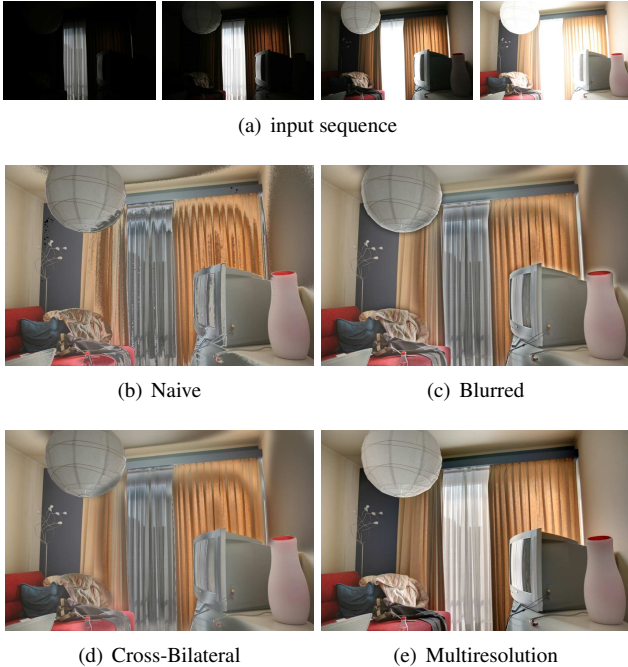 (a) input sequence
(b) Naive
(c) Blurred
(d) Cross-Bilateral
(e) Multiresolution